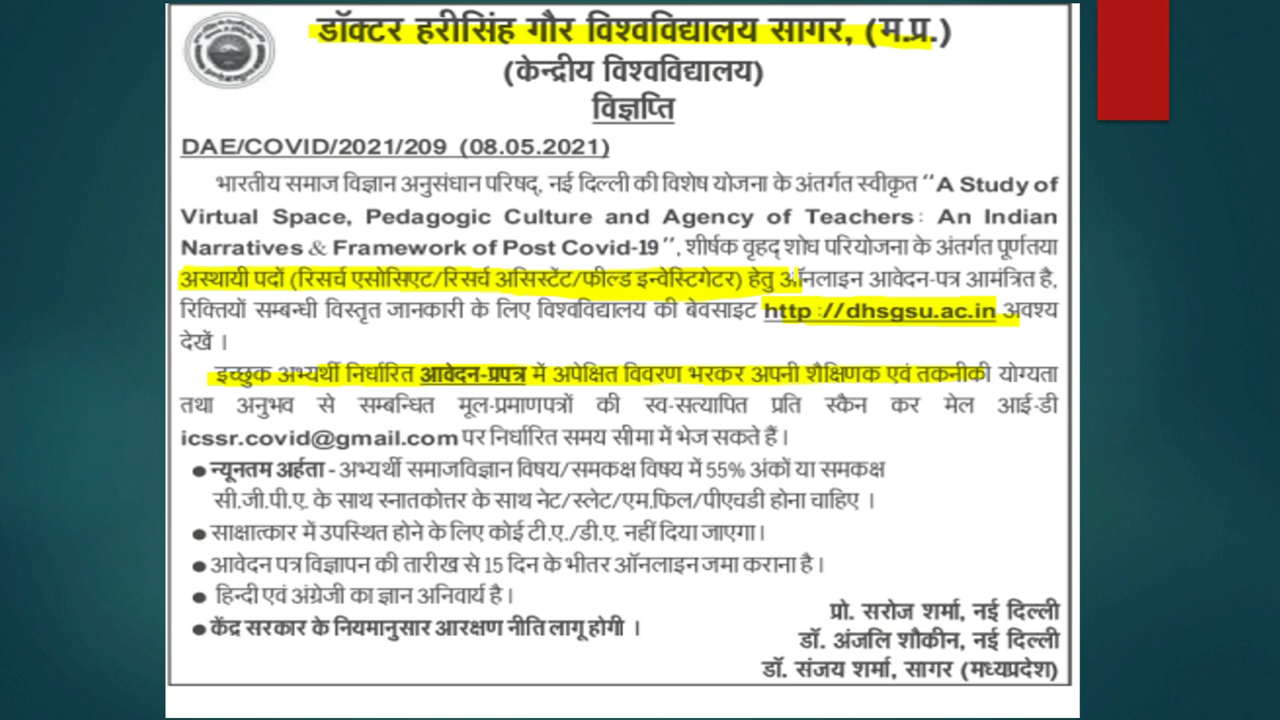 डॉक्टर हरीसिंह गौर विश्वविद्यालय सागर, (म.प्र.)
(केन्द्रीय विश्वविद्यालय)
विज्ञप्ति
DAE/COVID/2021/209 (08.05.2021)
भारतीय समाज विज्ञान अनुसंधान परिषद्, नई दिल्ली की विशेष योजना के अंतर्गत स्वीकृत “A Study of
Virtual Space, Pedagogic Culture and Agency of Teachers: An Indian
Narratives & Framework of Post Covid-19”, शीर्षक वृहद् शोध परियोजना के अंतर्गत पूर्णतया
अस्थायी पदों (रिसर्च एसोसिएट/रिसर्च असिस्टेंट/फील्ड इन्वेस्टिगेटर) हेतु ऑनलाइन आवेदन-पत्र आमंत्रित है,
रिक्तियों सम्बन्धी विस्तृत जानकारी के लिए विश्वविद्यालय की बेवसाइट http://dhsgsu.ac.in अवश्य
देखें ।
इच्छुक अभ्यर्थी निर्धारित आवेदन-प्रपत्र में अपेक्षित विवरण भरकर अपनी शैक्षिणक एवं तकनीकी योग्यता
तथा अनुभव से सम्बन्धित मूल-प्रमाणपत्रों की स्व-सत्यापित प्रति स्कैन कर मेल आई-डी
icssr.covid@gmail.com पर निर्धारित समय सीमा में भेज सकते हैं।
● न्यूनतम अर्हता - अभ्यर्थी समाजविज्ञान विषय/समकक्ष विषय में 55% अंकों या समकक्ष
सी.जी.पी.ए. के साथ स्नातकोत्तर के साथ नेट/स्लेट/एम.फिल/पीएचडी होना चाहिए ।
● साक्षात्कार में उपस्थित होने के लिए कोई टी.ए./डी.ए. नहीं दिया जाएगा।
● आवेदन पत्र विज्ञापन की तारीख से 15 दिन के भीतर ऑनलाइन जमा कराना है।
● हिन्दी एवं अंग्रेजी का ज्ञान अनिवार्य है।
● केंद्र सरकार के नियमानुसार आरक्षण नीति लागू होगी ।
प्रो. सरोज शर्मा, नई दिल्ली
डॉ. अंजलि शौकीन, नई दिल्ली
डॉ. संजय शर्मा, सागर (मध्यप्रदेश)